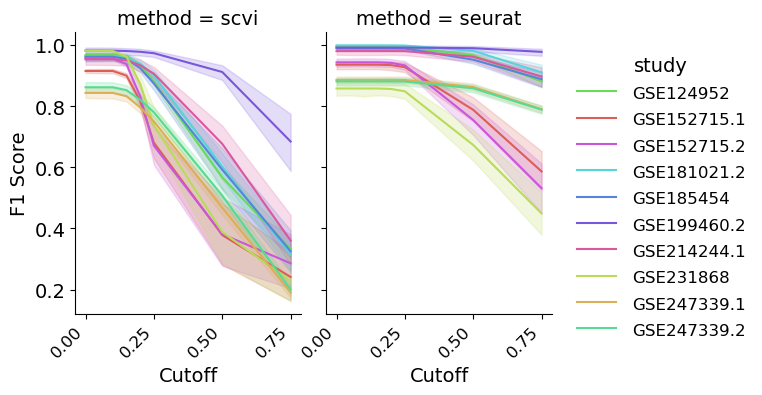 method = scvi
method = seurat
F1 Score
1.0
0.8
0.6
0.4
0.2
0.00
0.25
0.50
0.75
Cutoff
0.00
0.25
0.50
0.75
Cutoff
study
GSE124952
GSE152715.1
GSE152715.2
GSE181021.2
GSE185454
GSE199460.2
GSE214244.1
GSE231868
GSE247339.1
GSE247339.2